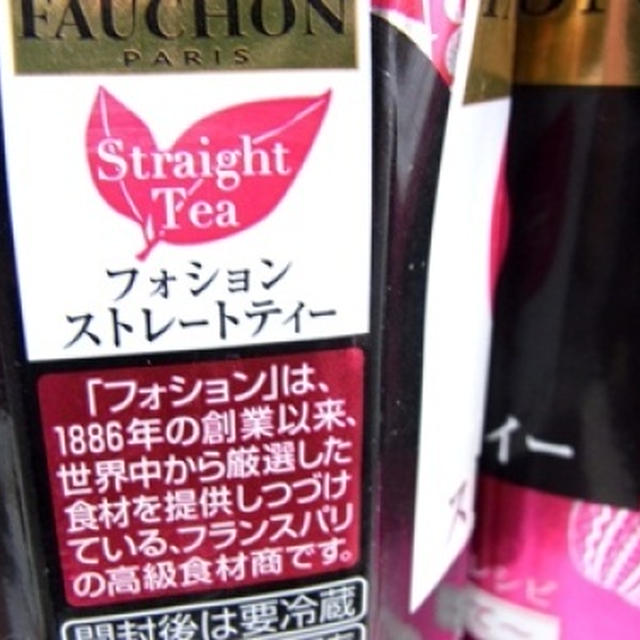 FAUCHON
PARIS
Straight
Tea
フォション
ストレートティー
「フォション」は、
1886年の創業以来、
世界中から厳選した
食材を提供しつづけ
ている、フランスパリ
の高級食材商です。
開封後は要冷蔵
ィー
レシピ